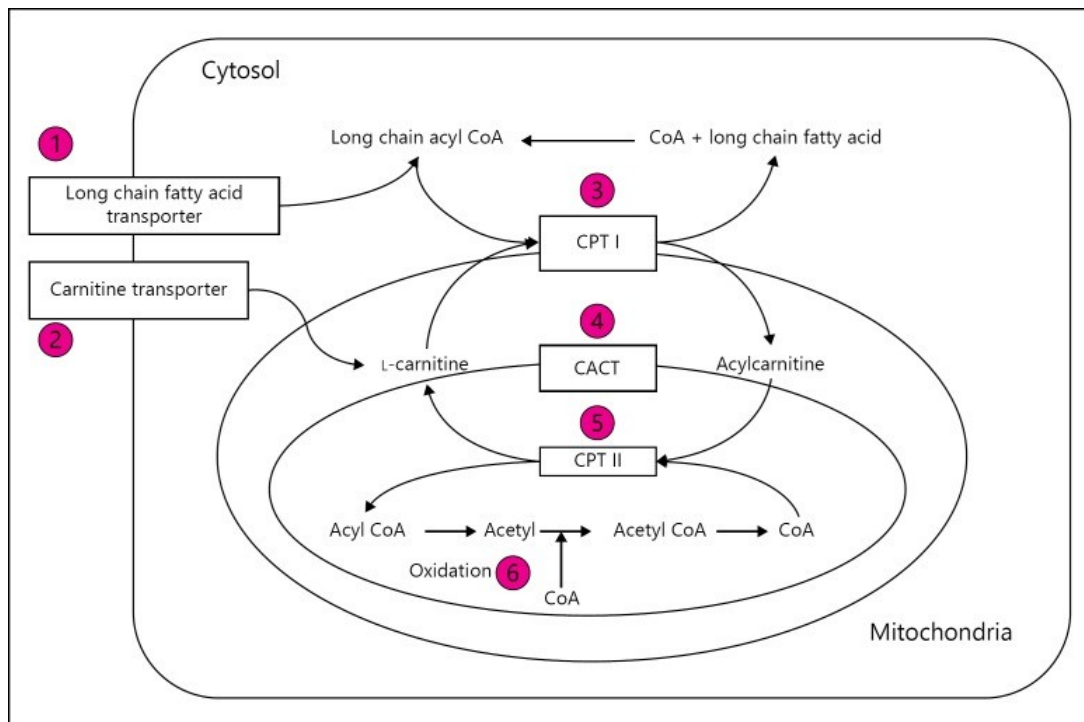 Cytosol
1
Long chain acyl CoA
CoA + long chain fatty acid
Long chain fatty acid
transporter
3
CPT I
Carnitine transporter
2
4
L-carnitine
CACT
Acylcarnitine
5
CPT II
Acyl CoA
Acetyl
Acetyl CoA
CoA
Oxidation
6
CoA
Mitochondria